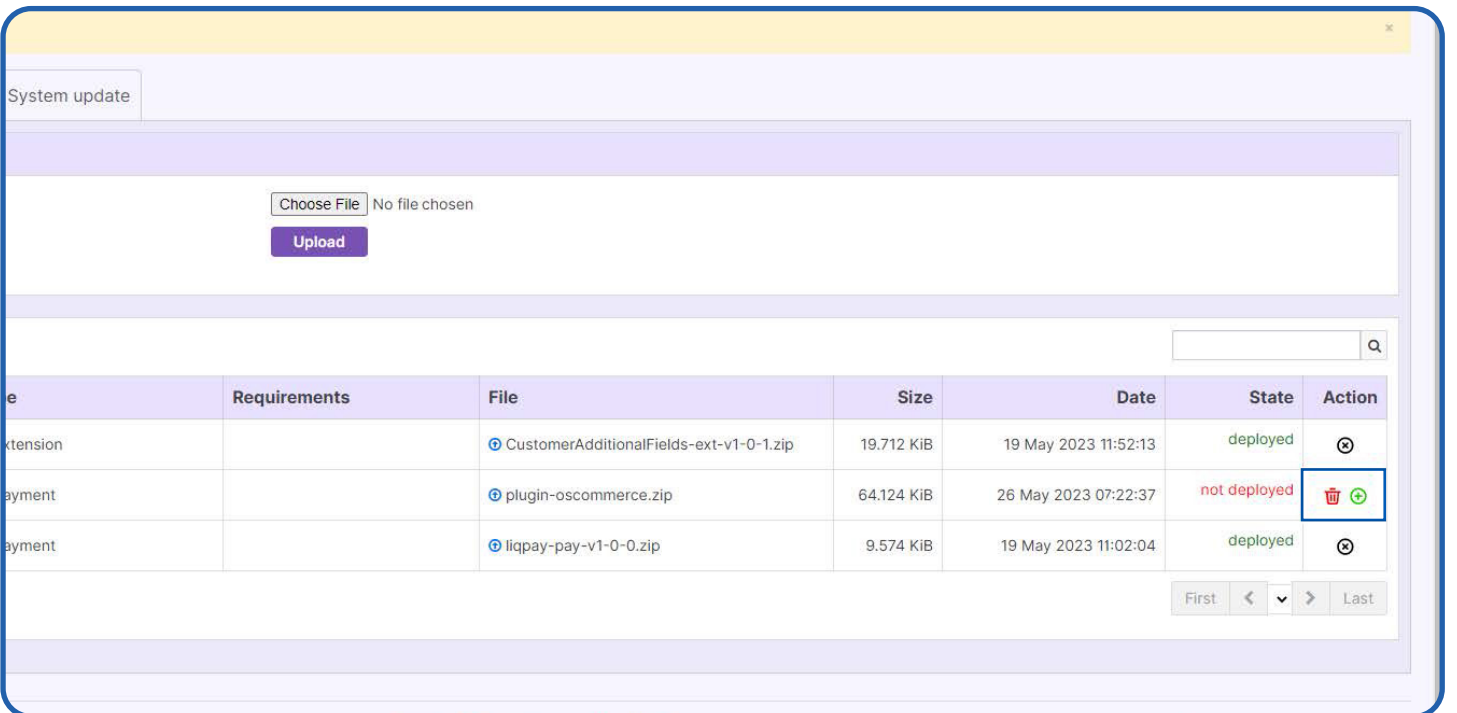 ×
System update
Choose File No file chosen
Upload
e Requirements File Size Date State Action
xtension CustomerAdditionalFields-ext-v1-0-1.zip 19.712 KiB 19 May 2023 11:52:13 deployed
ayment plugin-oscommerce.zip 64.124 KiB 26 May 2023 07:22:37 not deployed
ayment liqpay-pay-v1-0-0.zip 9.574 KiB 19 May 2023 11:02:04 deployed
First Last